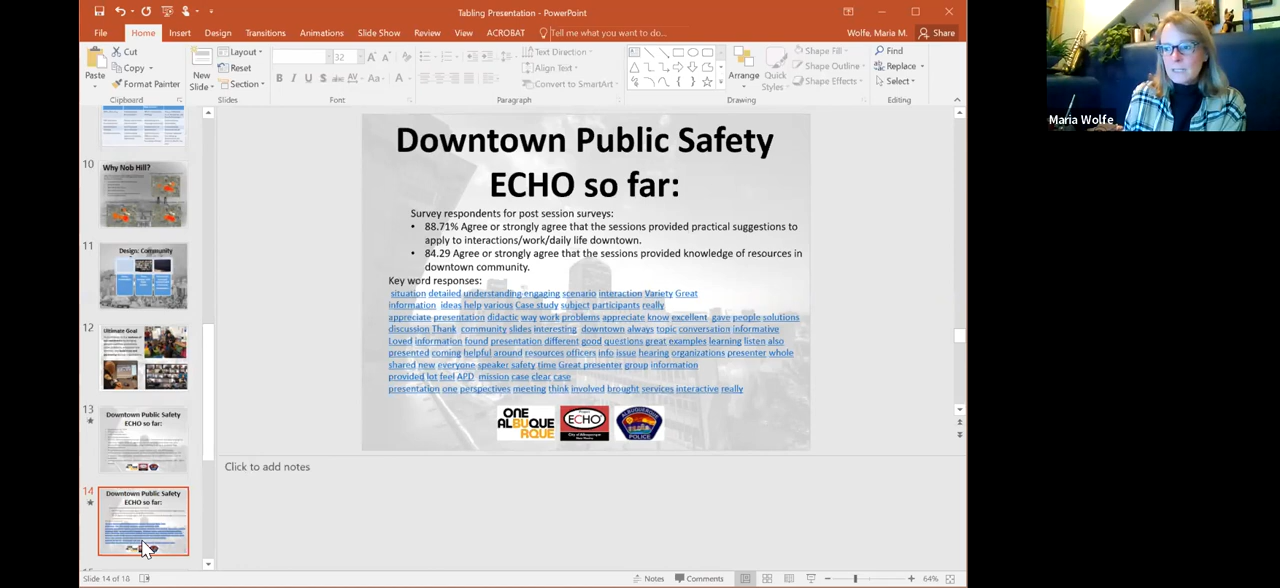 Tabling Presentation - PowerPoint
File Home Insert Design Transitions Animations Slide Show Review View ACROBAT Tell me what you want to do... Wolfe, Maria M. Share
Paste
Cut
Copy
Format Painter
Clipboard
New Slide
Layout
Reset
Section
Slides
32
Font
Text Direction
Align Text
Convert to SmartArt
Paragraph
Arrange
Quick Styles
Shape Fill
Shape Outline
Shape Effects
Drawing
Find
Replace
Select
Editing
Maria Wolfe
10
Why Nob Hill?
11
Design: Community
12
Ultimate Goal
13
Downtown Public Safety
ECHO so far:
14
Downtown Public Safety
ECHO so far:
Downtown Public Safety
ECHO so far:
Survey respondents for post session surveys:
• 88.71% Agree or strongly agree that the sessions provided practical suggestions to
apply to interactions/work/daily life downtown.
• 84.29 Agree or strongly agree that the sessions provided knowledge of resources in
downtown community.
Key word responses:
situation detailed understanding engaging scenario interaction Variety Great
information ideas help various Case study subject participants really
appreciate presentation didactic way work problems appreciate know excellent gave people solutions
discussion Thank community slides interesting downtown always topic conversation informative
Loved information found presentation different good questions great examples learning listen also
presented coming helpful around resources officers info issue hearing organizations presenter whole
shared new everyone speaker safety time Great presenter group information
provided lot feel APD mission case clear case
presentation one perspectives meeting think involved brought services interactive really
ONE
ALBUQUE
RQUE
ECHO
ALBUQUERQUE
POLICE
Click to add notes
Slide 14 of 18
Notes
Comments
64%